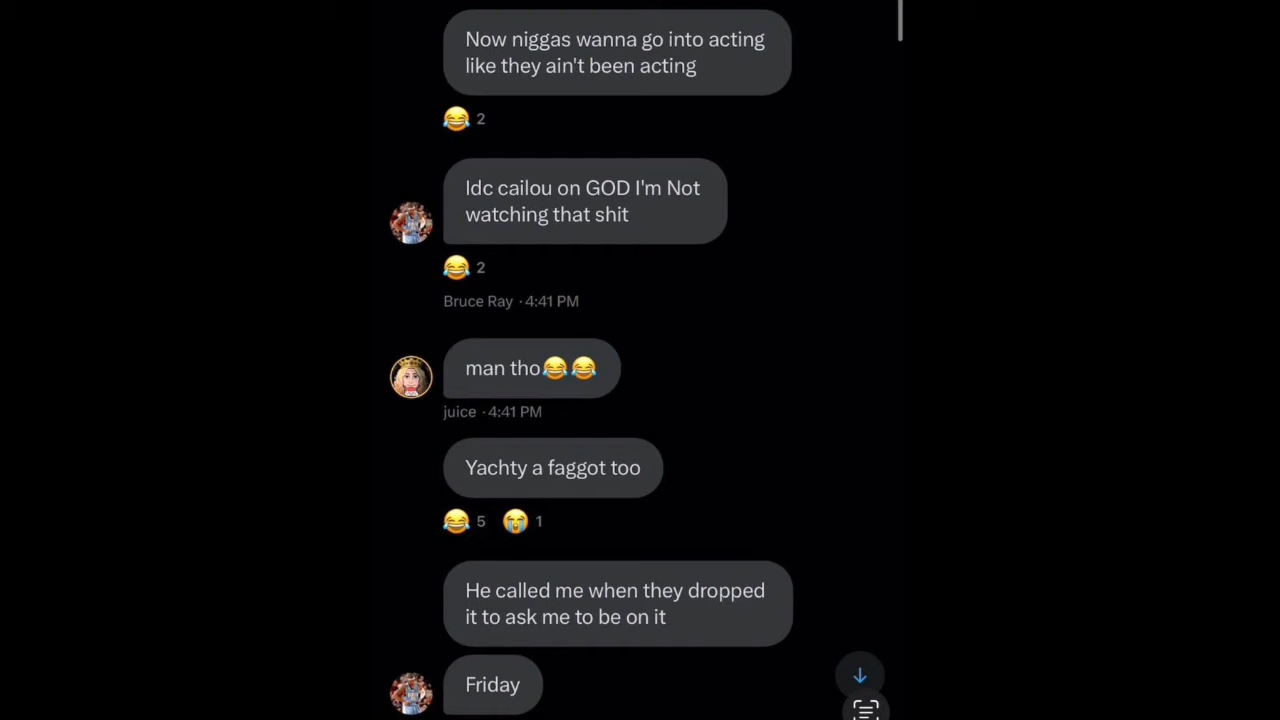 Now niggas wanna go into acting
like they ain't been acting
😂 2
Idc cailou on GOD I'm Not
watching that shit
😂 2
Bruce Ray · 4:41 PM
man tho😂😂
juice · 4:41 PM
Yachty a faggot too
😂 5 😭 1
He called me when they dropped
it to ask me to be on it
Friday